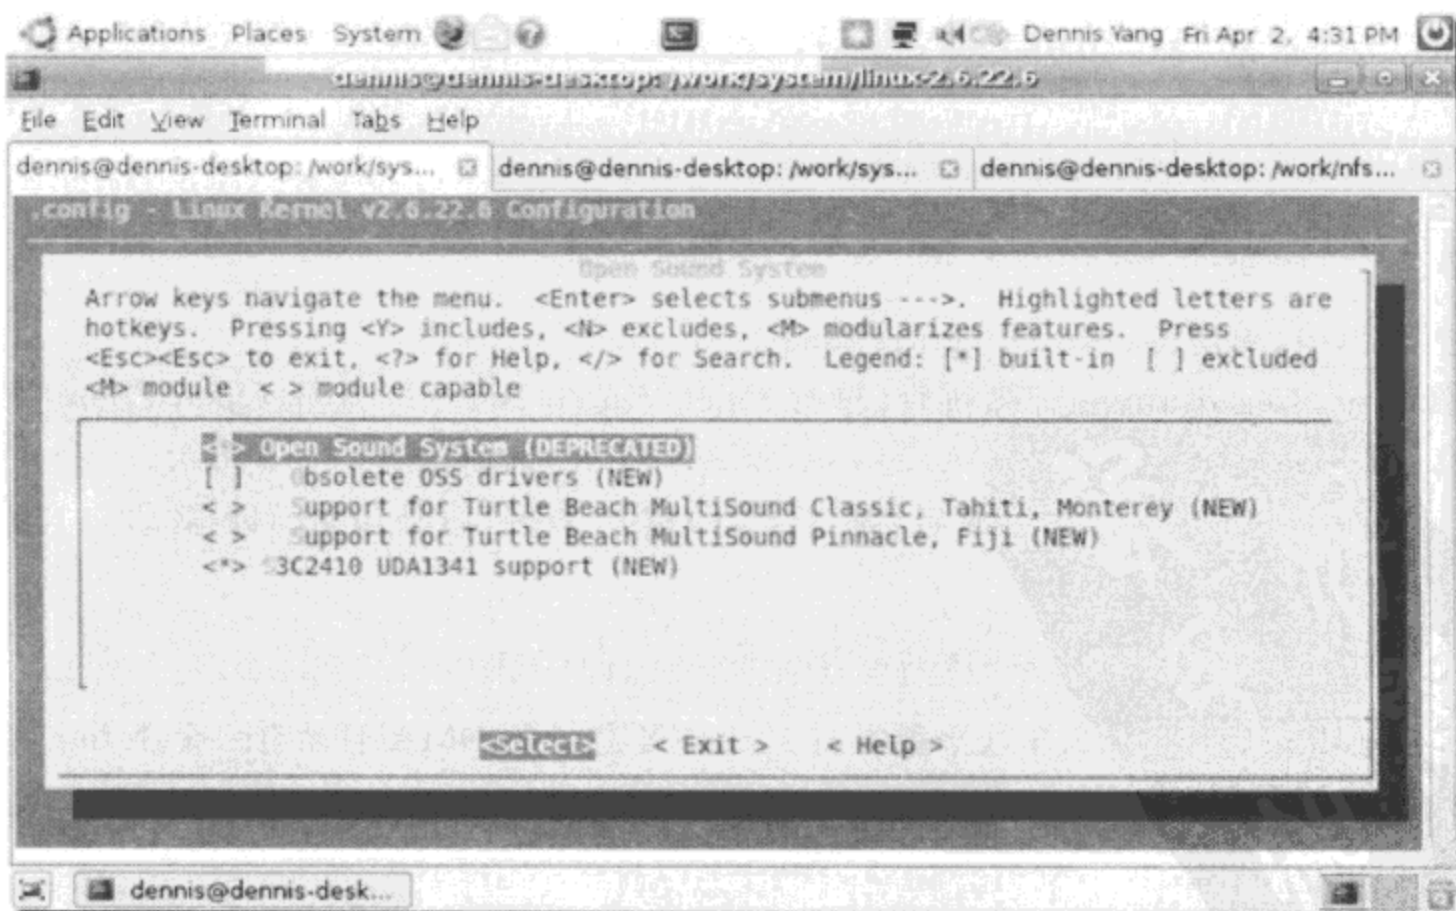 Applications Places System Dennis Yang Fri Apr 2, 4:31 PM
dennis@dennis-desktop: /work/system/linux-2.6.22.6
File Edit View Terminal Tabs Help
dennis@dennis-desktop: /work/sys... dennis@dennis-desktop: /work/sys... dennis@dennis-desktop: /work/nfs...
.config - Linux Kernel v2.6.22.6 Configuration
Open Sound System
Arrow keys navigate the menu. <Enter> selects submenus --->. Highlighted letters are
hotkeys. Pressing <Y> includes, <N> excludes, <M> modularizes features. Press
<Esc><Esc> to exit, <?> for Help, </> for Search. Legend: [*] built-in [ ] excluded
<M> module < > module capable
<*> Open Sound System (DEPRECATED)
[ ] Obsolete OSS drivers (NEW)
< > Support for Turtle Beach MultiSound Classic, Tahiti, Monterey (NEW)
< > Support for Turtle Beach MultiSound Pinnacle, Fiji (NEW)
<*> S3C2410 UDA1341 support (NEW)
<Select> < Exit > < Help >
dennis@dennis-desk...